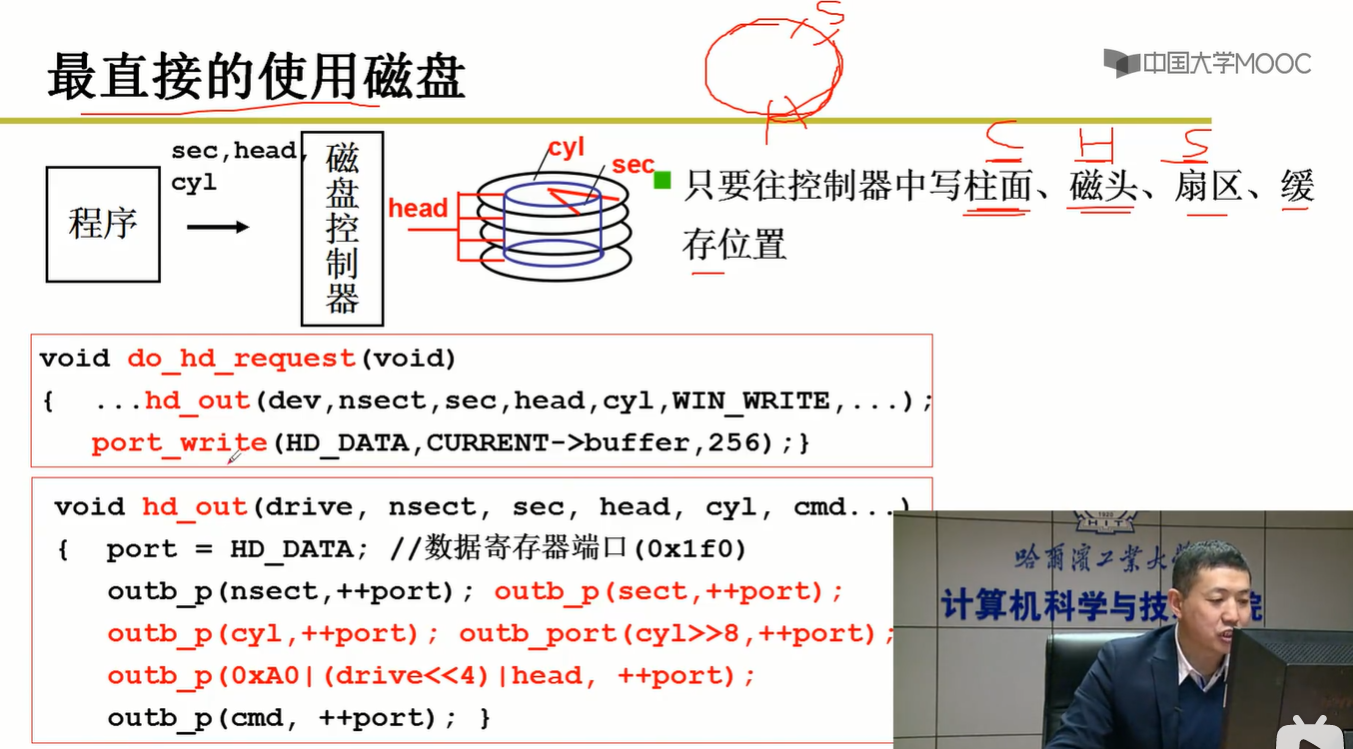 S
最直接的使用磁盘
中国大学MOOC
C H S
sec,head,
cyl
程序
磁盘控制器
head
cyl
sec
只要往控制器中写柱面、磁头、扇区、缓
存位置
void do_hd_request(void)
{ ...hd_out(dev,nsect,sec,head,cyl,WIN_WRITE,...);
port_write(HD_DATA,CURRENT->buffer,256);}
void hd_out(drive, nsect, sec, head, cyl, cmd...)
{ port = HD_DATA; //数据寄存器端口(0x1f0)
outb_p(nsect,++port); outb_p(sect,++port);
outb_p(cyl,++port); outb_port(cyl>>8,++port);
outb_p(0xA0|(drive<<4)|head, ++port);
outb_p(cmd, ++port); }
1920
HIT
哈尔滨工业大
计算机科学与技 院